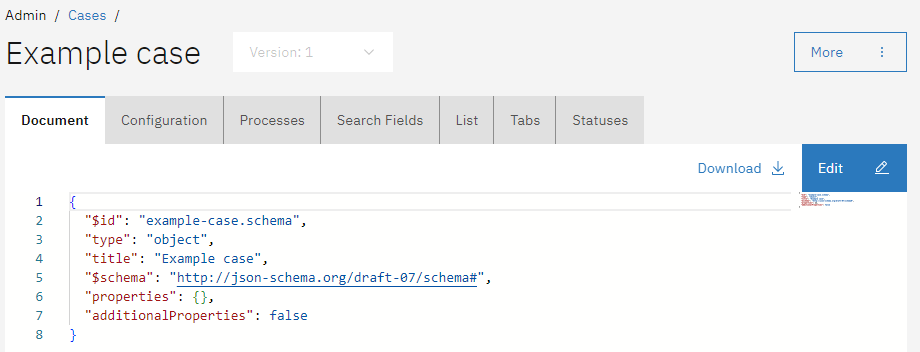 Admin / Cases /
Example case
Version: 1
More
Document Configuration Processes Search Fields List Tabs Statuses
Download Edit
1 {
2 "$id": "example-case.schema",
3 "type": "object",
4 "title": "Example case",
5 "$schema": "http://json-schema.org/draft-07/schema#",
6 "properties": {},
7 "additionalProperties": false
8 }